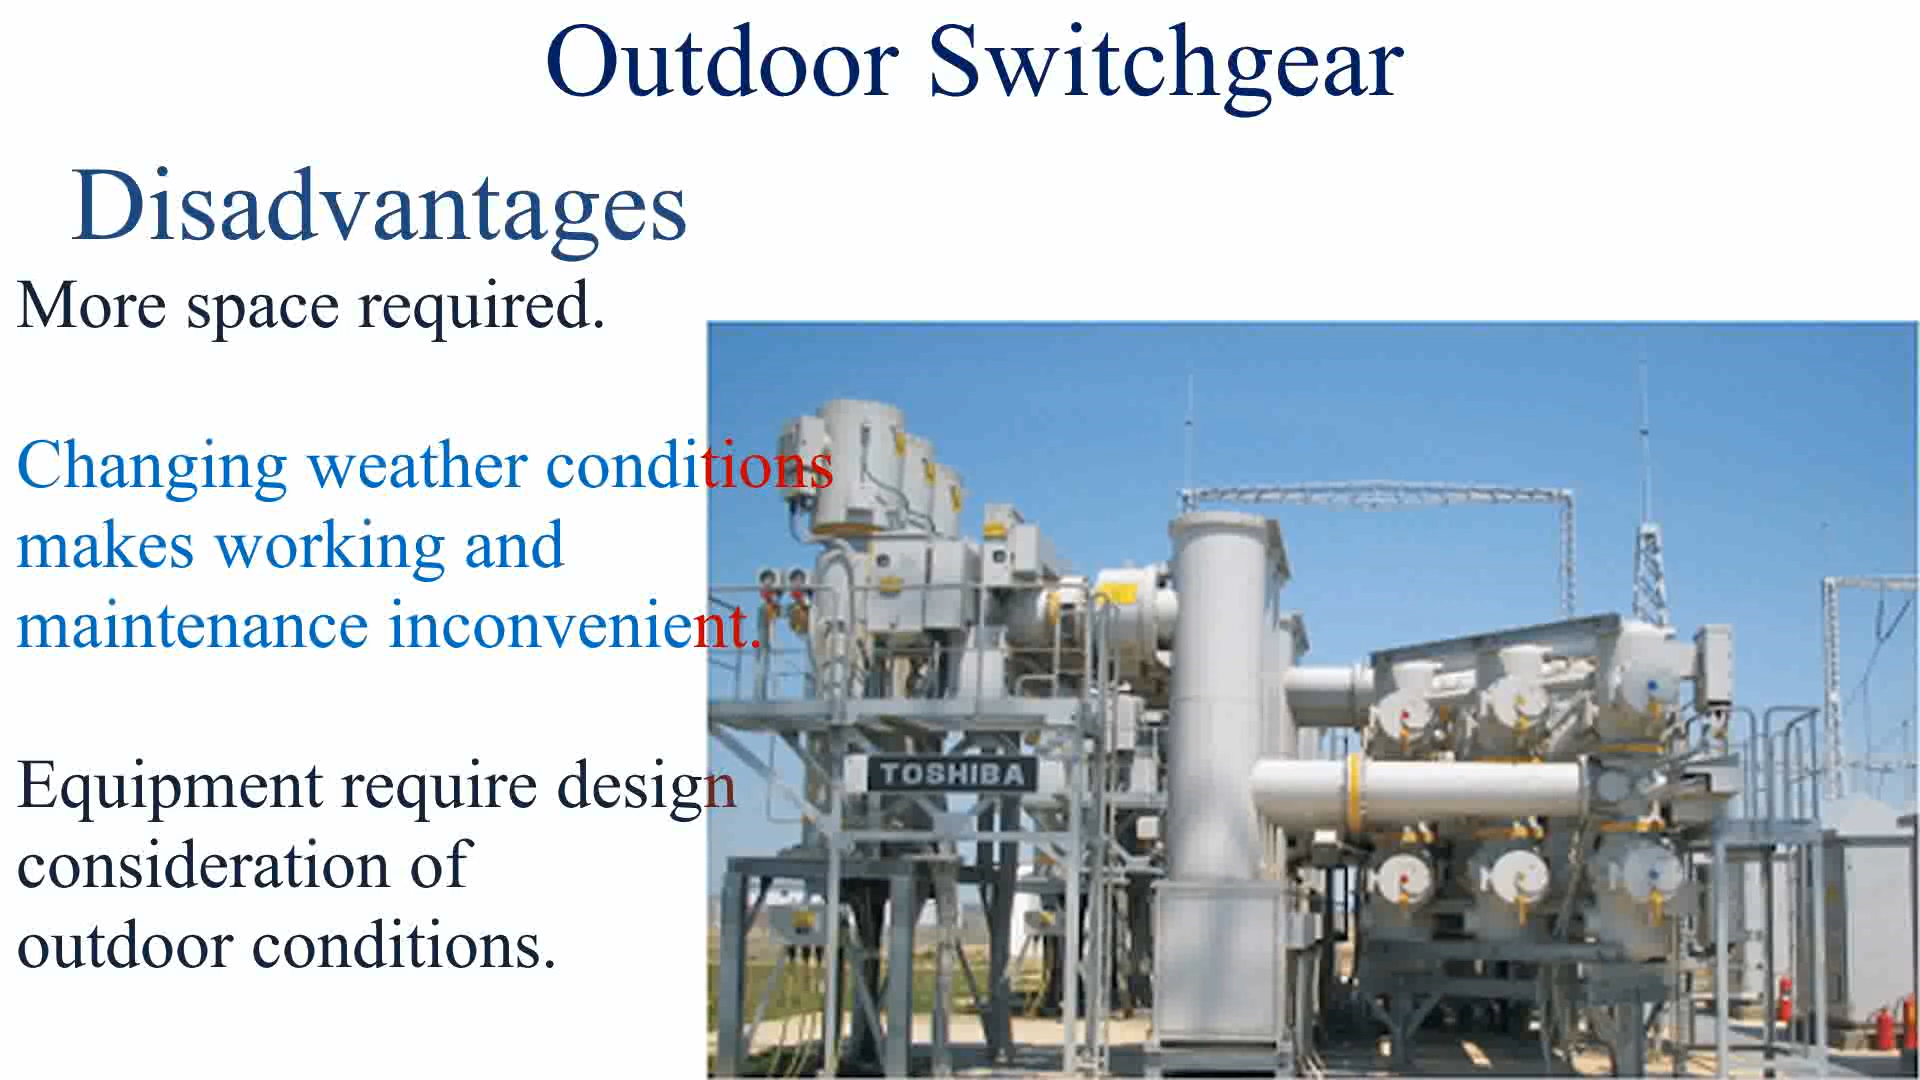 Outdoor Switchgear
Disadvantages
More space required.
Changing weather conditions
makes working and
maintenance inconvenient.
Equipment require design
consideration of
outdoor conditions.
TOSHIBA